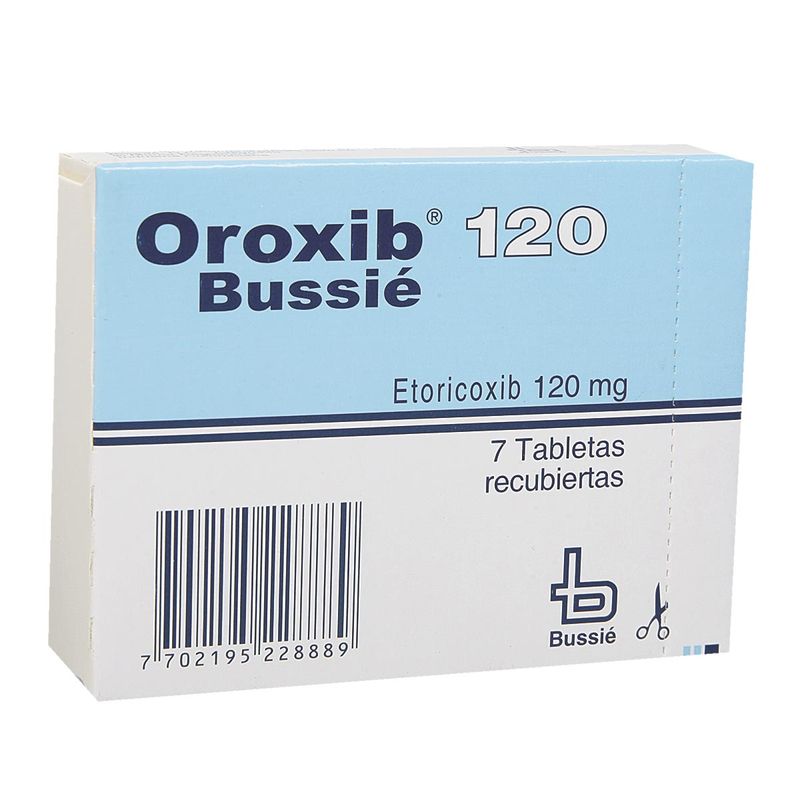 Oroxib® 120
Bussié
Etoricoxib 120 mg
7 Tabletas
recubiertas
Bussié
7 702195 228889